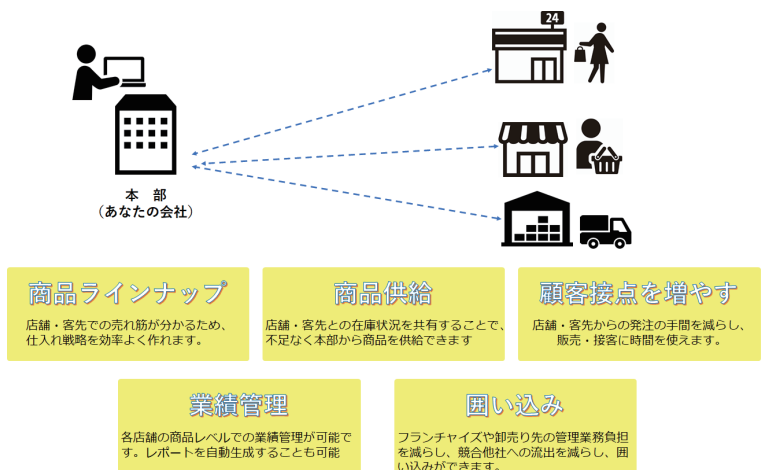 24
本　部
（あなたの会社）
商品ラインナップ
店舗・客先での売れ筋が分かるため、
仕入れ戦略を効率よく作れます。
商品供給
店舗・客先との在庫状況を共有することで、
不足なく本部から商品を供給できます
顧客接点を増やす
店舗・客先からの発注の手間を減らし、
販売・接客に時間を使えます。
業績管理
各店舗の商品レベルでの業績管理が可能で
す。レポートを自動生成することも可能
囲い込み
フランチャイズや卸売り先の管理業務負担
を減らし、競合他社への流出を減らし、囲
い込みができます。